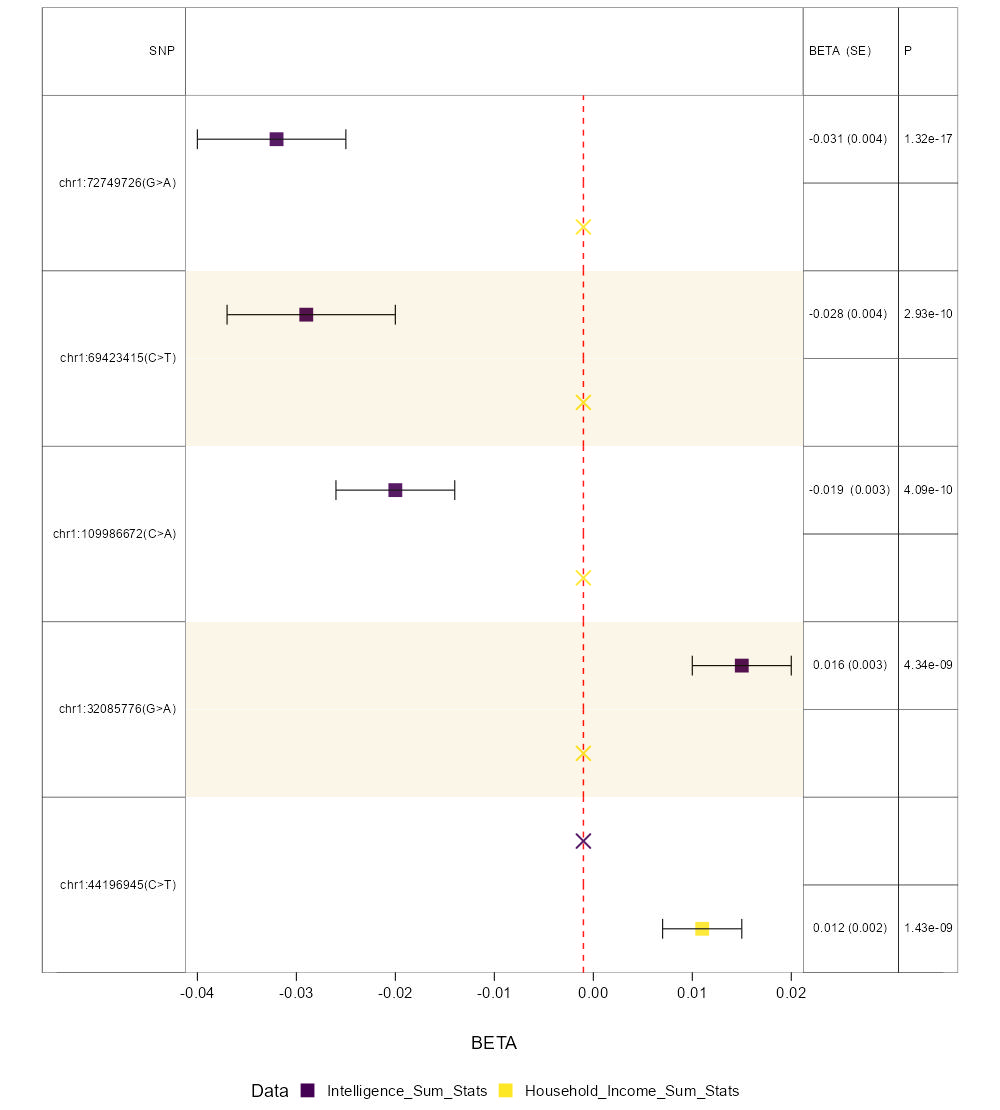 SNP BETA (SE) P
-0.031 (0.004) 1.32e-17
chr1:72749726(G>A)
-0.028 (0.004) 2.93e-10
chr1:69423415(C>T)
-0.019 (0.003) 4.09e-10
chr1:109986672(C>A)
0.016 (0.003) 4.34e-09
chr1:32085776(G>A)
chr1:44196945(C>T)
0.012 (0.002) 1.43e-09
-0.04 -0.03 -0.02 -0.01 0.00 0.01 0.02
BETA
Data Intelligence_Sum_Stats Household_Income_Sum_Stats